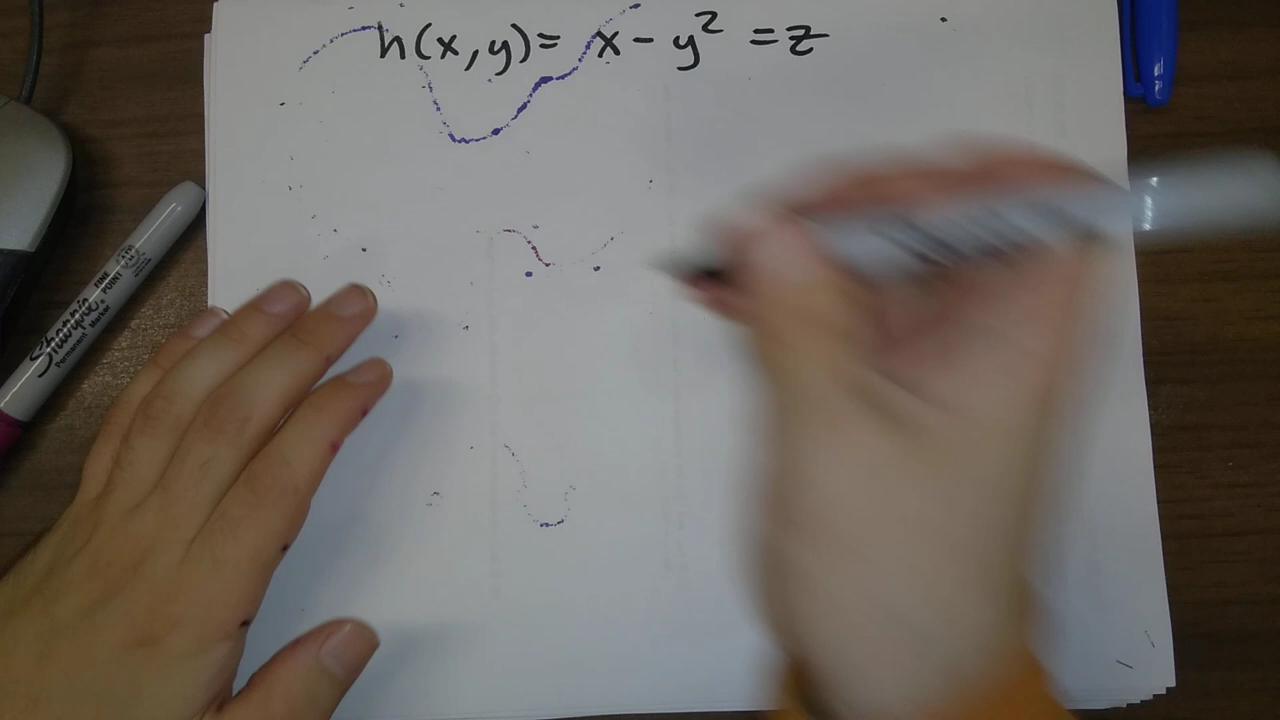 h(x,y)= x-y² =z
Sharpie
FINE POINT
Permanent Marker